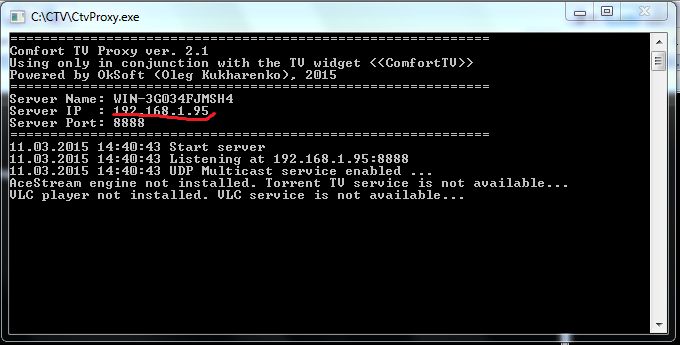 C:\CTV\CtvProxy.exe
============================================================
Comfort TV Proxy ver. 2.1
Using only in conjunction with the TV widget <<ComfortTV>>
Powered by OkSoft (Oleg Kukharenko), 2015
============================================================
Server Name: WIN-3G034FJMSH4
Server IP  : 192.168.1.95
Server Port: 8888
============================================================
11.03.2015 14:40:43 Start server
11.03.2015 14:40:43 Listening at 192.168.1.95:8888
11.03.2015 14:40:43 UDP Multicast service enabled ...
AceStream engine not installed. Torrent TV service is not available...
VLC player not installed. VLC service is not available...